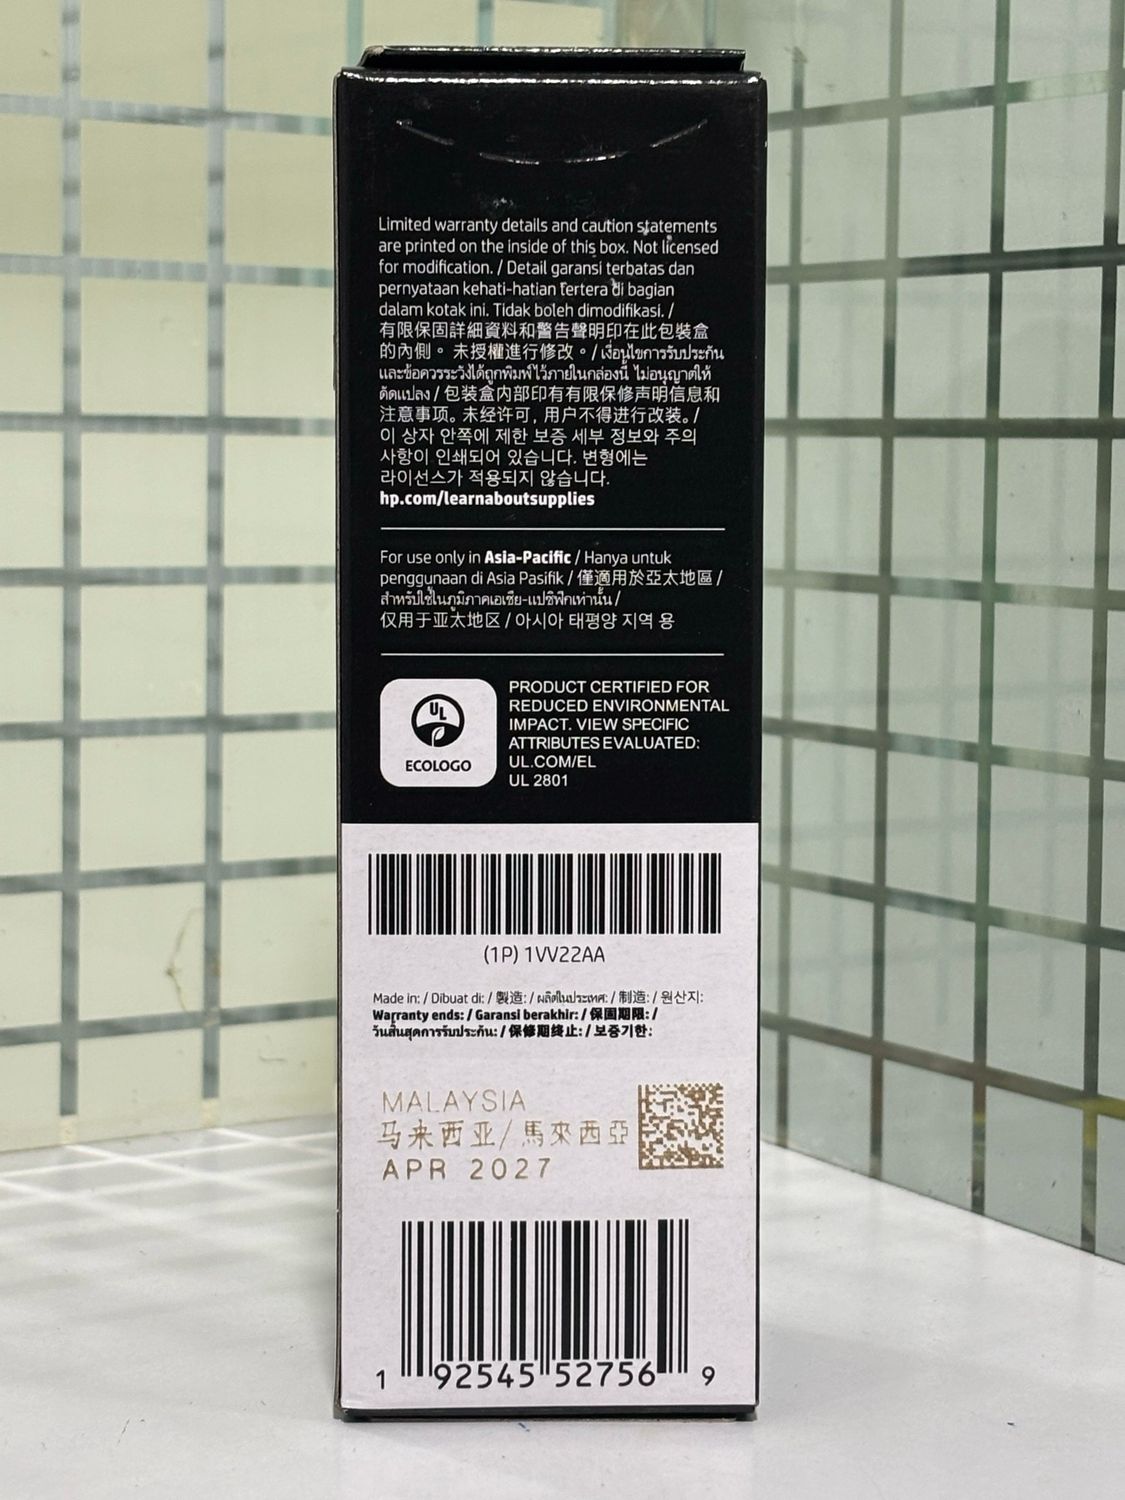 Limited warranty details and caution statements
are printed on the inside of this box. Not licensed
for modification. / Detail garansi terbatas dan
pernyataan kehati-hatian tertera di bagian
dalam kotak ini. Tidak boleh dimodifikasi. /
有限保固詳細資料和警告聲明印在此包裝盒
的內側。 未授權進行修改。/ เงื่อนไขการรับประกัน
และข้อควรระวังได้ถูกพิมพ์ไว้ภายในกล่องนี้ ไม่อนุญาตให้
ดัดแปลง / 包装盒内部印有有限保修声明信息和
注意事项。未经许可, 用户不得进行改装。/
이 상자 안쪽에 제한 보증 세부 정보와 주의
사항이 인쇄되어 있습니다. 변형에는
라이선스가 적용되지 않습니다.
hp.com/learnaboutsupplies
For use only in Asia-Pacific / Hanya untuk
penggunaan di Asia Pasifik / 僅適用於亞太地區 /
สำหรับใช้ในภูมิภาคเอเชีย-แปซิฟิกเท่านั้น /
仅用于亚太地区 / 아시아 태평양 지역 용
UL
ECOLOGO
PRODUCT CERTIFIED FOR
REDUCED ENVIRONMENTAL
IMPACT. VIEW SPECIFIC
ATTRIBUTES EVALUATED:
UL.COM/EL
UL 2801
(1P) 1VV22AA
Made in: / Dibuat di: / 製造: / ผลิตในประเทศ: / 制造: / 원산지:
Warranty ends: / Garansi berakhir: / 保固期限: /
วันสิ้นสุดการรับประกัน: / 保修期终止: / 보증기한:
MALAYSIA
马来西亚/馬來西亞
APR 2027
1 92545 52756 9